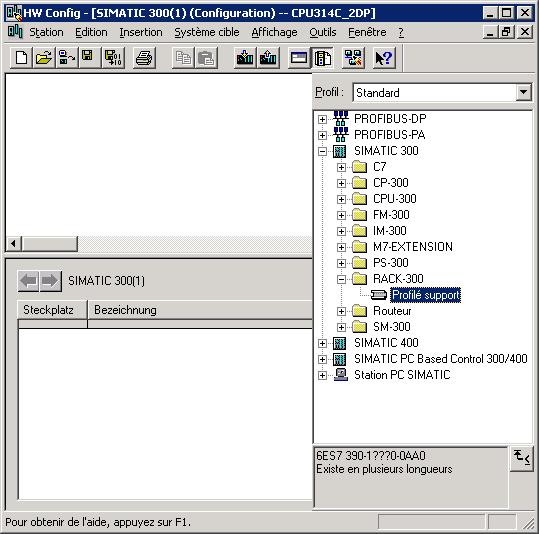 HW Config - [SIMATIC 300(1) (Configuration) -- CPU314C_2DP]
Station Edition Insertion Système cible Affichage Outils Fenêtre ?
Profil : Standard
PROFIBUS-DP
PROFIBUS-PA
SIMATIC 300
C7
CP-300
CPU-300
FM-300
IM-300
M7-EXTENSION
PS-300
RACK-300
Profilé support
Routeur
SM-300
SIMATIC 400
SIMATIC PC Based Control 300/400
Station PC SIMATIC
SIMATIC 300(1)
Steckplatz Bezeichnung
6ES7 390-1???0-0AA0
Existe en plusieurs longueurs
Pour obtenir de l'aide, appuyez sur F1.